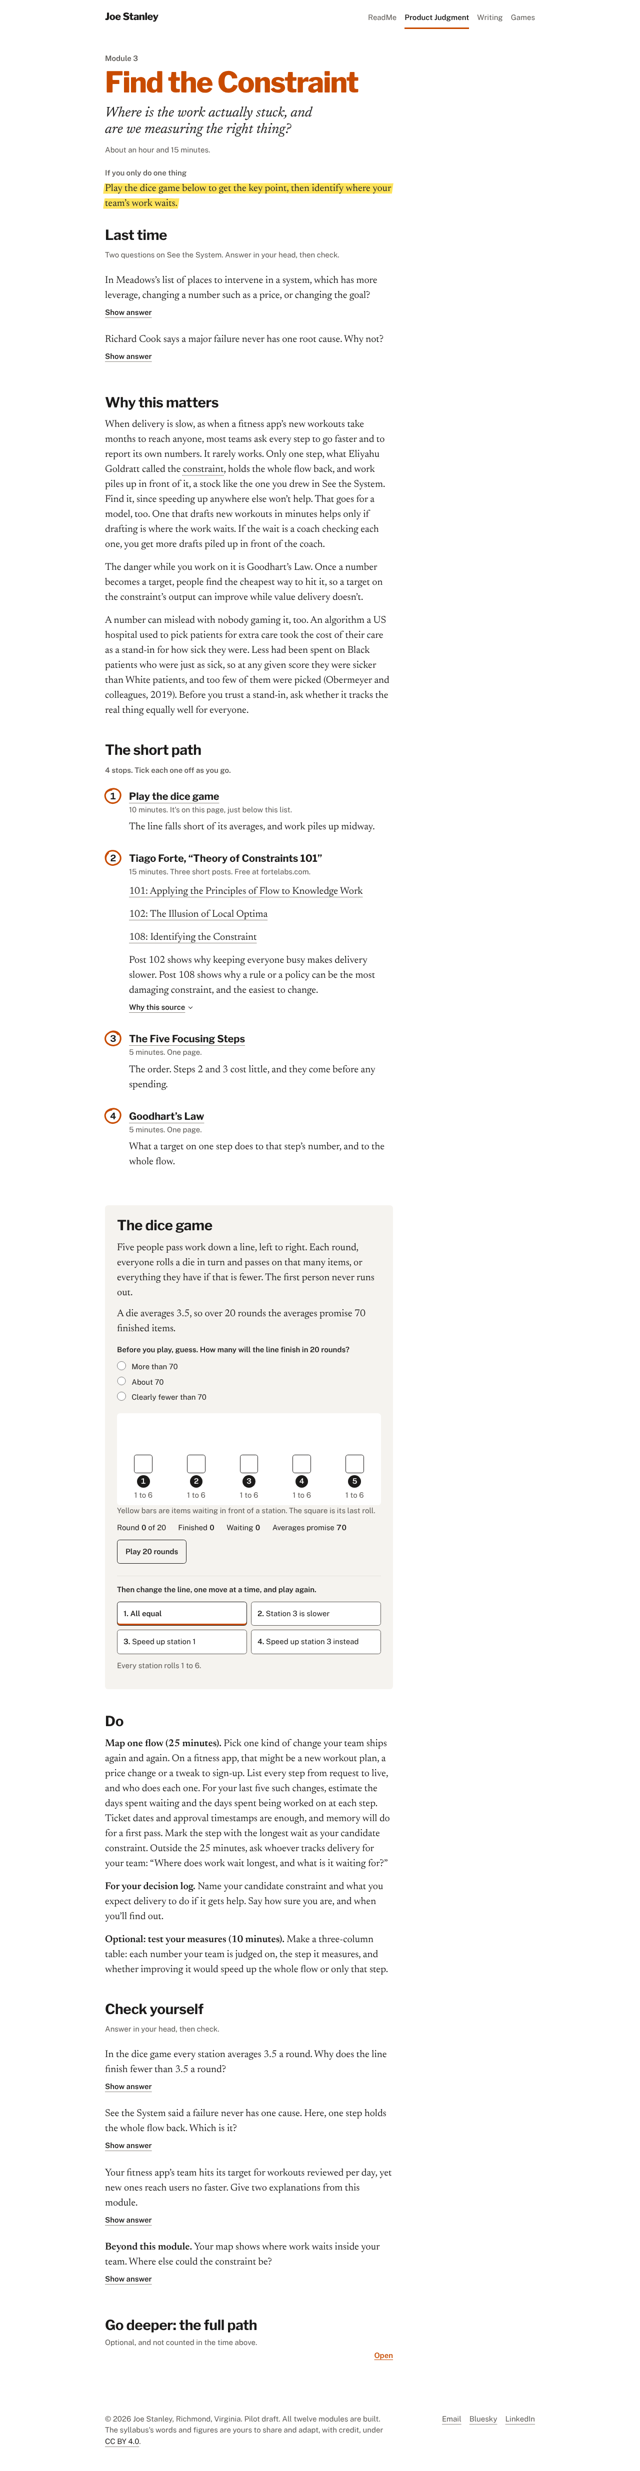 Joe Stanley
ReadMe Product Judgment Writing Games
Module 3
Find the Constraint
Where is the work actually stuck, and
are we measuring the right thing?
About an hour and 15 minutes.
If you only do one thing
Play the dice game below to get the key point, then identify where your
team's work waits.
Last time
Two questions on See the System. Answer in your head, then check.
In Meadows's list of places to intervene in a system, which has more
leverage, changing a number such as a price, or changing the goal?
Show answer
Richard Cook says a major failure never has one root cause. Why not?
Show answer
Why this matters
When delivery is slow, as when a fitness app's new workouts take
months to reach anyone, most teams ask every step to go faster and to
report its own numbers. It rarely works. Only one step, what Eliyahu
Goldratt called the constraint, holds the whole flow back, and work
piles up in front of it, a stock like the one you drew in See the System.
Find it, since speeding up anywhere else won't help. That goes for a
model, too. One that drafts new workouts in minutes helps only if
drafting is where the work waits. If the wait is a coach checking each
one, you get more drafts piled up in front of the coach.
The danger while you work on it is Goodhart's Law. Once a number
becomes a target, people find the cheapest way to hit it, so a target on
the constraint's output can improve while value delivery doesn't.
A number can mislead with nobody gaming it, too. An algorithm a US
hospital used to pick patients for extra care took the cost of their care
as a stand-in for how sick they were. Less had been spent on Black
patients who were just as sick, so at any given score they were sicker
than White patients, and too few of them were picked (Obermeyer and
colleagues, 2019). Before you trust a stand-in, ask whether it tracks the
real thing equally well for everyone.
The short path
4 stops. Tick each one off as you go.
1 Play the dice game
10 minutes. It's on this page, just below this list.
The line falls short of its averages, and work piles up midway.
2 Tiago Forte, “Theory of Constraints 101”
15 minutes. Three short posts. Free at fortelabs.com.
101: Applying the Principles of Flow to Knowledge Work
102: The Illusion of Local Optima
108: Identifying the Constraint
Post 102 shows why keeping everyone busy makes delivery
slower. Post 108 shows why a rule or a policy can be the most
damaging constraint, and the easiest to change.
Why this source
3 The Five Focusing Steps
5 minutes. One page.
The order. Steps 2 and 3 cost little, and they come before any
spending.
4 Goodhart's Law
5 minutes. One page.
What a target on one step does to that step's number, and to the
whole flow.
The dice game
Five people pass work down a line, left to right. Each round,
everyone rolls a die in turn and passes on that many items, or
everything they have if that is fewer. The first person never runs
out.
A die averages 3.5, so over 20 rounds the averages promise 70
finished items.
Before you play, guess. How many will the line finish in 20 rounds?
More than 70
About 70
Clearly fewer than 70
1 2 3 4 5
1 to 6 1 to 6 1 to 6 1 to 6 1 to 6
Yellow bars are items waiting in front of a station. The square is its last roll.
Round 0 of 20 Finished 0 Waiting 0 Averages promise 70
Play 20 rounds
Then change the line, one move at a time, and play again.
1. All equal
2. Station 3 is slower
3. Speed up station 1
4. Speed up station 3 instead
Every station rolls 1 to 6.
Do
Map one flow (25 minutes). Pick one kind of change your team ships
again and again. On a fitness app, that might be a new workout plan, a
price change or a tweak to sign-up. List every step from request to live,
and who does each one. For your last five such changes, estimate the
days spent waiting and the days spent being worked on at each step.
Ticket dates and approval timestamps are enough, and memory will do
for a first pass. Mark the step with the longest wait as your candidate
constraint. Outside the 25 minutes, ask whoever tracks delivery for
your team: “Where does work wait longest, and what is it waiting for?”
For your decision log. Name your candidate constraint and what you
expect delivery to do if it gets help. Say how sure you are, and when
you'll find out.
Optional: test your measures (10 minutes). Make a three-column
table: each number your team is judged on, the step it measures, and
whether improving it would speed up the whole flow or only that step.
Check yourself
Answer in your head, then check.
In the dice game every station averages 3.5 a round. Why does the line
finish fewer than 3.5 a round?
Show answer
See the System said a failure never has one cause. Here, one step holds
the whole flow back. Which is it?
Show answer
Your fitness app's team hits its target for workouts reviewed per day, yet
new ones reach users no faster. Give two explanations from this
module.
Show answer
Beyond this module. Your map shows where work waits inside your
team. Where else could the constraint be?
Show answer
Go deeper: the full path
Optional, and not counted in the time above.
Open
© 2026 Joe Stanley, Richmond, Virginia. Pilot draft. All twelve modules are built.
The syllabus's words and figures are yours to share and adapt, with credit, under
CC BY 4.0.
Email Bluesky LinkedIn